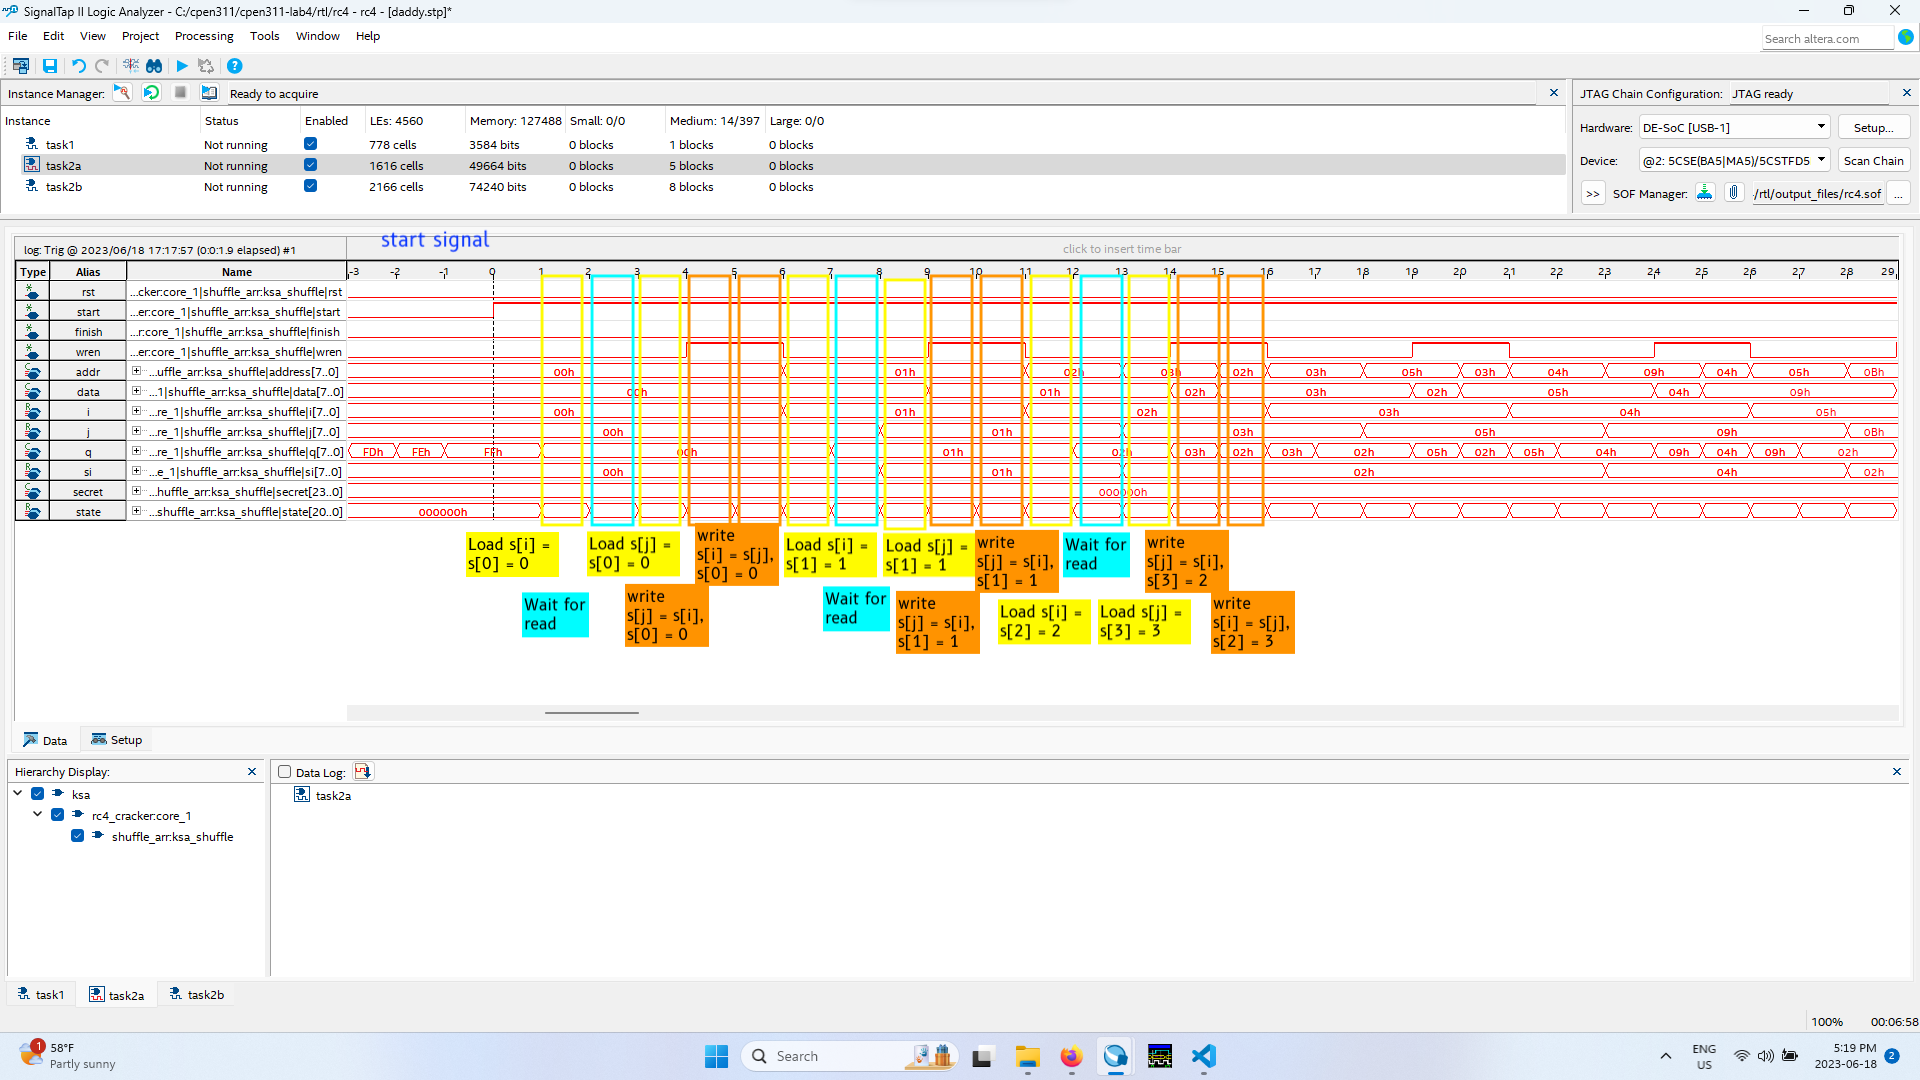 SignalTap II Logic Analyzer - C:/cpen311/cpen311-lab4/rtl/rc4 - rc4 - [daddy.stp]*
File Edit View Project Processing Tools Window Help
Search altera.com
Instance Manager: Ready to acquire
JTAG Chain Configuration: JTAG ready
Instance Status Enabled LEs: 4560 Memory: 127488 Small: 0/0 Medium: 14/397 Large: 0/0
task1 Not running 778 cells 3584 bits 0 blocks 1 blocks 0 blocks
task2a Not running 1616 cells 49664 bits 0 blocks 5 blocks 0 blocks
task2b Not running 2166 cells 74240 bits 0 blocks 8 blocks 0 blocks
Hardware: DE-SoC [USB-1] Setup...
Device: @2: 5CSE(BA5|MA5)/5CSTFD5 Scan Chain
>> SOF Manager: /rtl/output_files/rc4.sof ...
start signal
log: Trig @ 2023/06/18 17:17:57 (0:0:1.9 elapsed) #1
click to insert time bar
Type Alias Name -3 -2 -1 0 1 2 3 4 5 6 7 8 9 10 11 12 13 14 15 16 17 18 19 20 21 22 23 24 25 26 27 28 29
rst ...cker:core_1|shuffle_arr:ksa_shuffle|rst
start ...er:core_1|shuffle_arr:ksa_shuffle|start
finish ...r:core_1|shuffle_arr:ksa_shuffle|finish
wren ...er:core_1|shuffle_arr:ksa_shuffle|wren
addr ...uffle_arr:ksa_shuffle|address[7..0] 00h 01h 02h 03h 02h 03h 05h 03h 04h 09h 04h 05h 0Bh
data ...1|shuffle_arr:ksa_shuffle|data[7..0] 00h 01h 02h 03h 02h 05h 04h 09h
i ...re_1|shuffle_arr:ksa_shuffle|i[7..0] 00h 01h 02h 03h 04h 05h
j ...re_1|shuffle_arr:ksa_shuffle|j[7..0] 00h 01h 03h 05h 09h 0Bh
q ...re_1|shuffle_arr:ksa_shuffle|q[7..0] FDh FEh FFh 00h 01h 02h 03h 02h 03h 02h 05h 02h 05h 04h 09h 04h 09h 02h
si ...e_1|shuffle_arr:ksa_shuffle|si[7..0] 00h 01h 02h 04h 02h
secret ...huffle_arr:ksa_shuffle|secret[23..0] 000000h
state ...shuffle_arr:ksa_shuffle|state[20..0] 000000h
Load s[i] =
s[0] = 0
Wait for
read
Load s[j] =
s[0] = 0
write
s[j] = s[i],
s[0] = 0
write
s[i] = s[j],
s[0] = 0
Load s[i] =
s[1] = 1
Wait for
read
Load s[j] =
s[1] = 1
write
s[j] = s[i],
s[1] = 1
write
s[j] = s[i],
s[1] = 1
Load s[i] =
s[2] = 2
Wait for
read
Load s[j] =
s[3] = 3
write
s[j] = s[i],
s[3] = 2
write
s[i] = s[j],
s[2] = 3
Data Setup
Hierarchy Display:
ksa
rc4_cracker:core_1
shuffle_arr:ksa_shuffle
Data Log:
task2a
task1 task2a task2b
100% 00:06:58
1
58°F
Partly sunny
Search
ENG
US
5:19 PM
2023-06-18
2